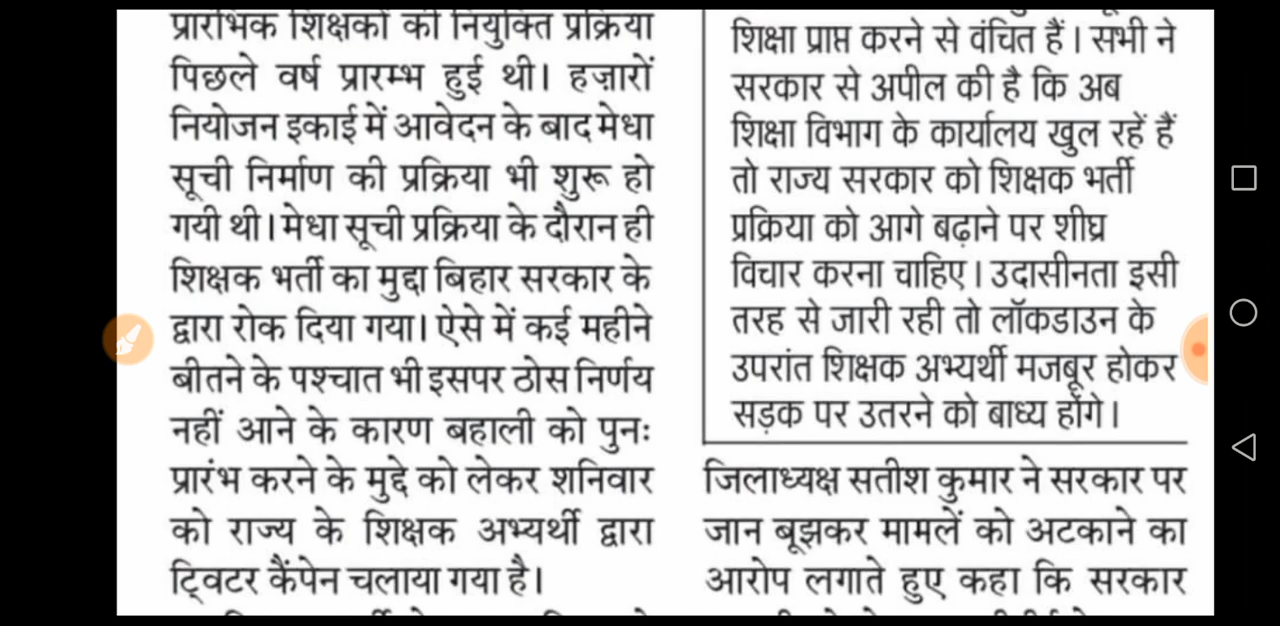 प्रारंभिक शिक्षकों की नियुक्ति प्रक्रिया
पिछले वर्ष प्रारम्भ हुई थी। हज़ारों
नियोजन इकाई में आवेदन के बाद मेधा
सूची निर्माण की प्रक्रिया भी शुरू हो
गयी थी। मेधा सूची प्रक्रिया के दौरान ही
शिक्षक भर्ती का मुद्दा बिहार सरकार के
द्वारा रोक दिया गया। ऐसे में कई महीने
बीतने के पश्चात भी इसपर ठोस निर्णय
नहीं आने के कारण बहाली को पुनः
प्रारंभ करने के मुद्दे को लेकर शनिवार
को राज्य के शिक्षक अभ्यर्थी द्वारा
ट्विटर कैंपेन चलाया गया है।
शिक्षा प्राप्त करने से वंचित हैं। सभी ने
सरकार से अपील की है कि अब
शिक्षा विभाग के कार्यालय खुल रहें हैं
तो राज्य सरकार को शिक्षक भर्ती
प्रक्रिया को आगे बढ़ाने पर शीघ्र
विचार करना चाहिए। उदासीनता इसी
तरह से जारी रही तो लॉकडाउन के
उपरांत शिक्षक अभ्यर्थी मजबूर होकर
सड़क पर उतरने को बाध्य होंगे।
जिलाध्यक्ष सतीश कुमार ने सरकार पर
जान बूझकर मामलें को अटकाने का
आरोप लगाते हुए कहा कि सरकार